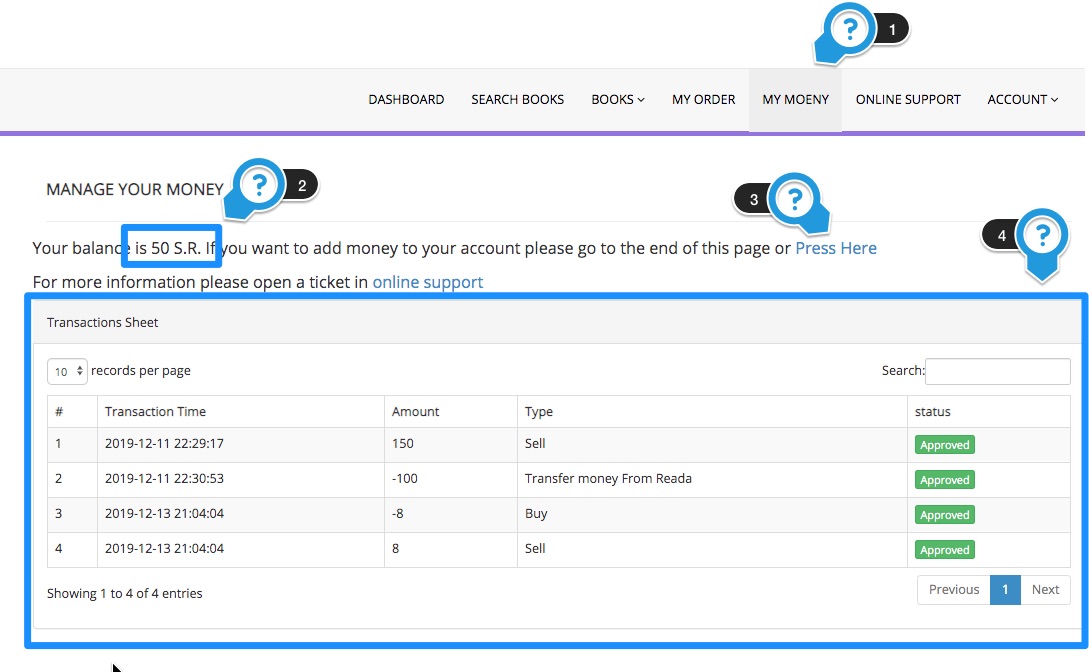 ? 1
DASHBOARD SEARCH BOOKS BOOKS MY ORDER MY MOENY ONLINE SUPPORT ACCOUNT
MANAGE YOUR MONEY ? 2
3 ?
4 ?
Your balance is 50 S.R. If you want to add money to your account please go to the end of this page or Press Here
For more information please open a ticket in online support
Transactions Sheet
10 records per page Search:
# Transaction Time Amount Type status
1 2019-12-11 22:29:17 150 Sell Approved
2 2019-12-11 22:30:53 -100 Transfer money From Reada Approved
3 2019-12-13 21:04:04 -8 Buy Approved
4 2019-12-13 21:04:04 8 Sell Approved
Showing 1 to 4 of 4 entries Previous 1 Next